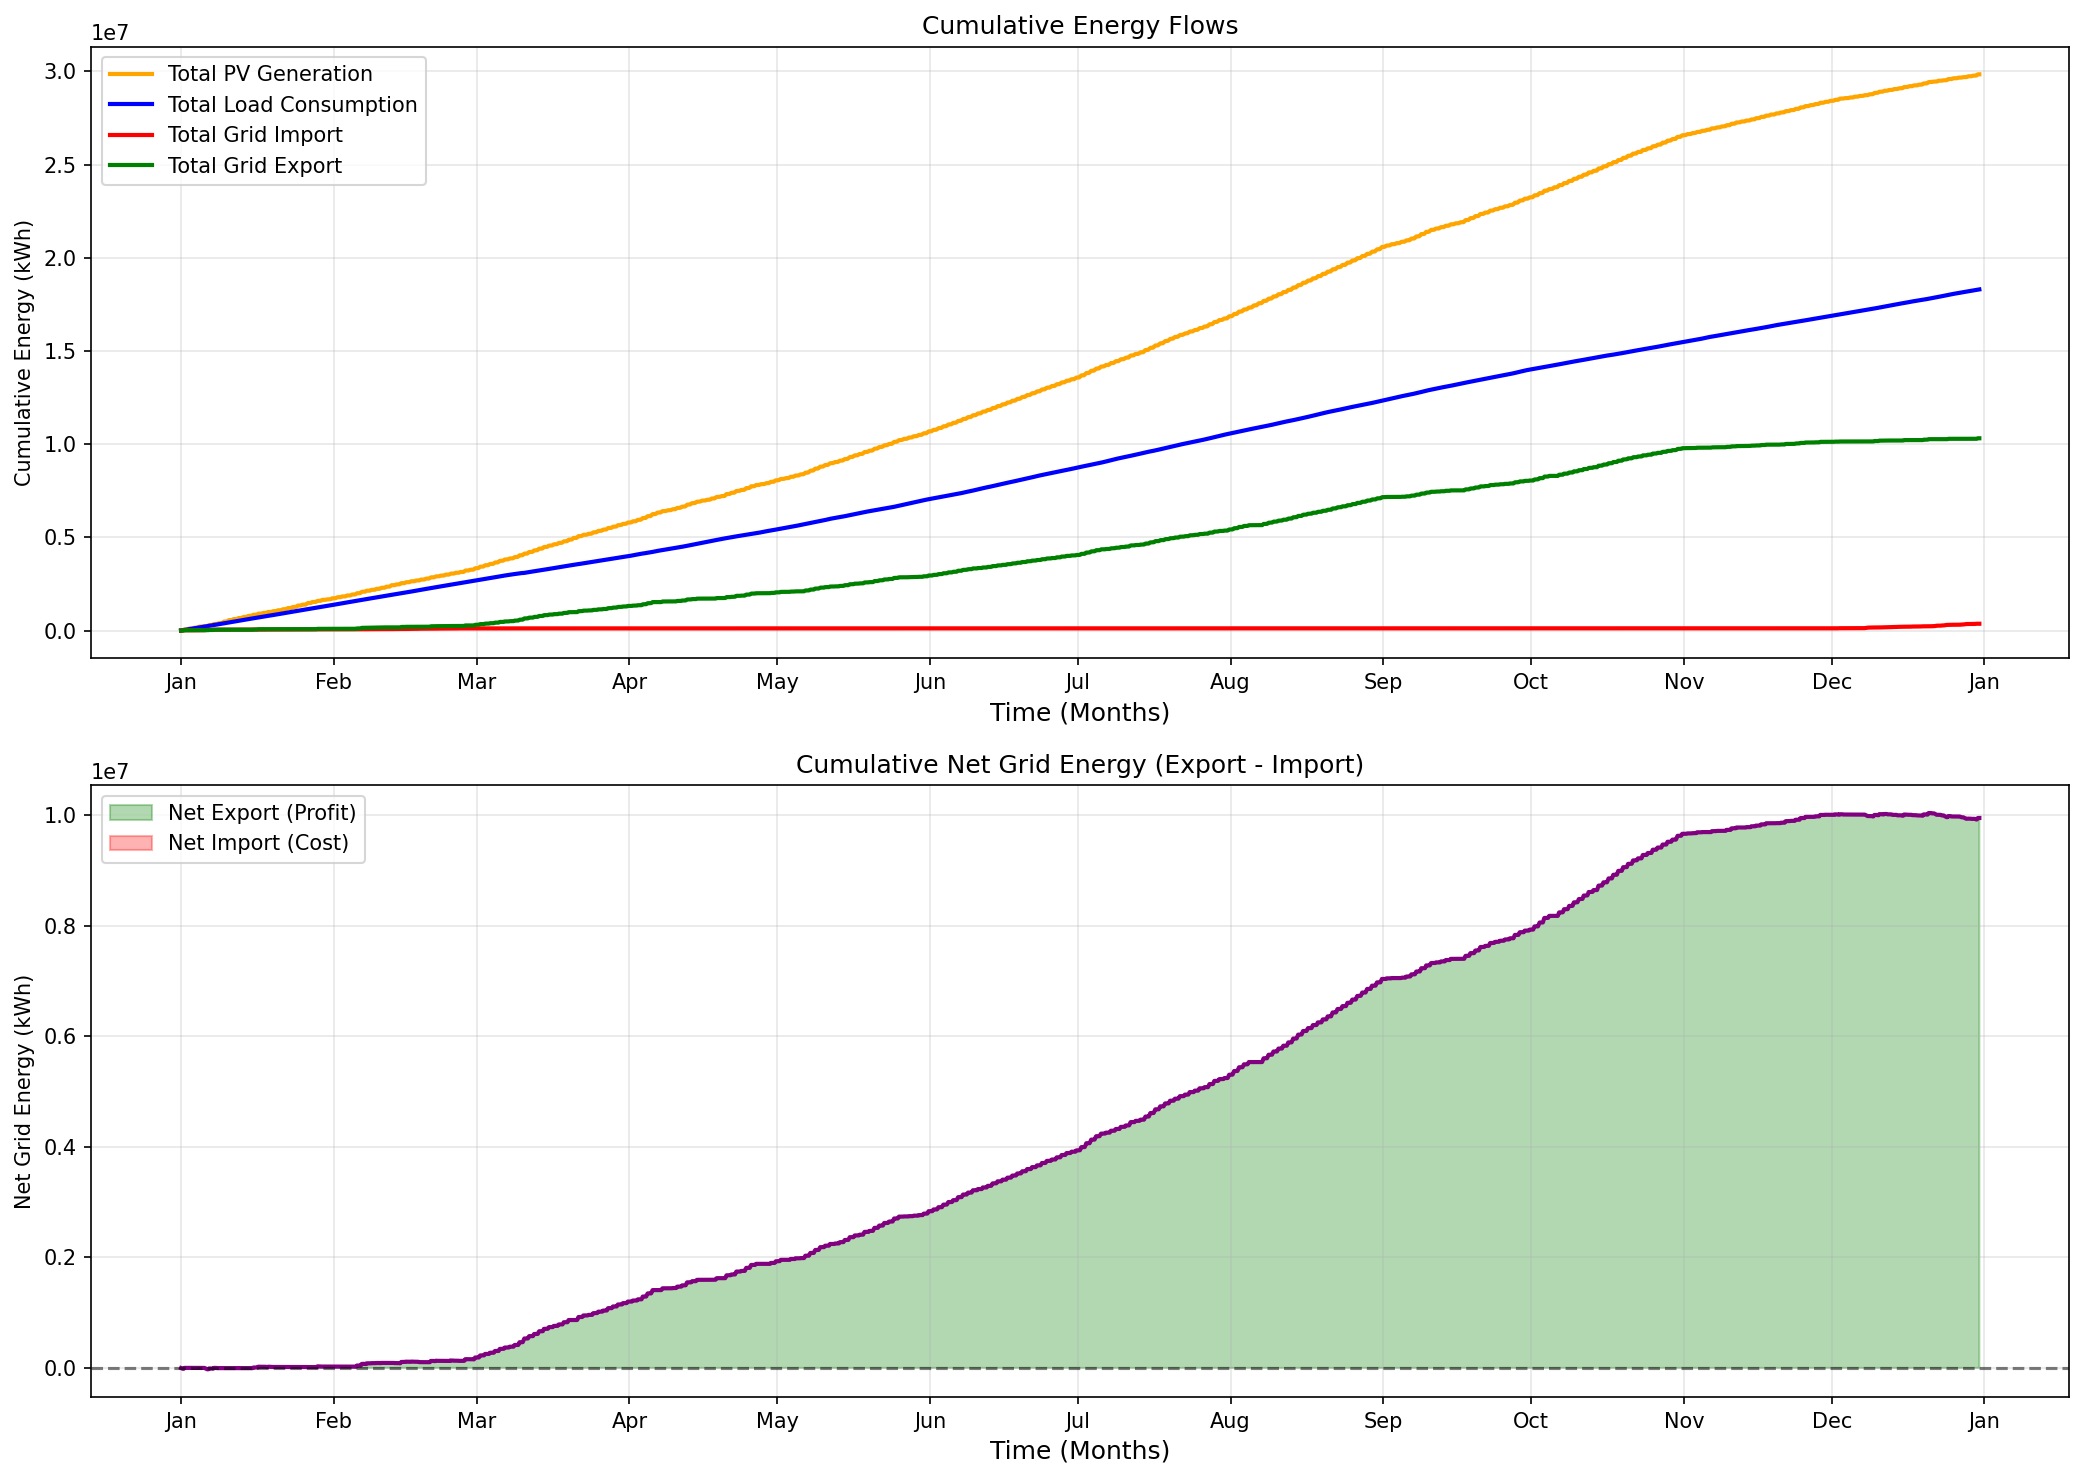 Cumulative Energy Flows
1e7
Total PV Generation
Total Load Consumption
Total Grid Import
Total Grid Export
3.0
2.5
2.0
1.5
1.0
0.5
0.0
Cumulative Energy (kWh)
Jan Feb Mar Apr May Jun Jul Aug Sep Oct Nov Dec Jan
Time (Months)
Cumulative Net Grid Energy (Export - Import)
1e7
Net Export (Profit)
Net Import (Cost)
1.0
0.8
0.6
0.4
0.2
0.0
Net Grid Energy (kWh)
Jan Feb Mar Apr May Jun Jul Aug Sep Oct Nov Dec Jan
Time (Months)